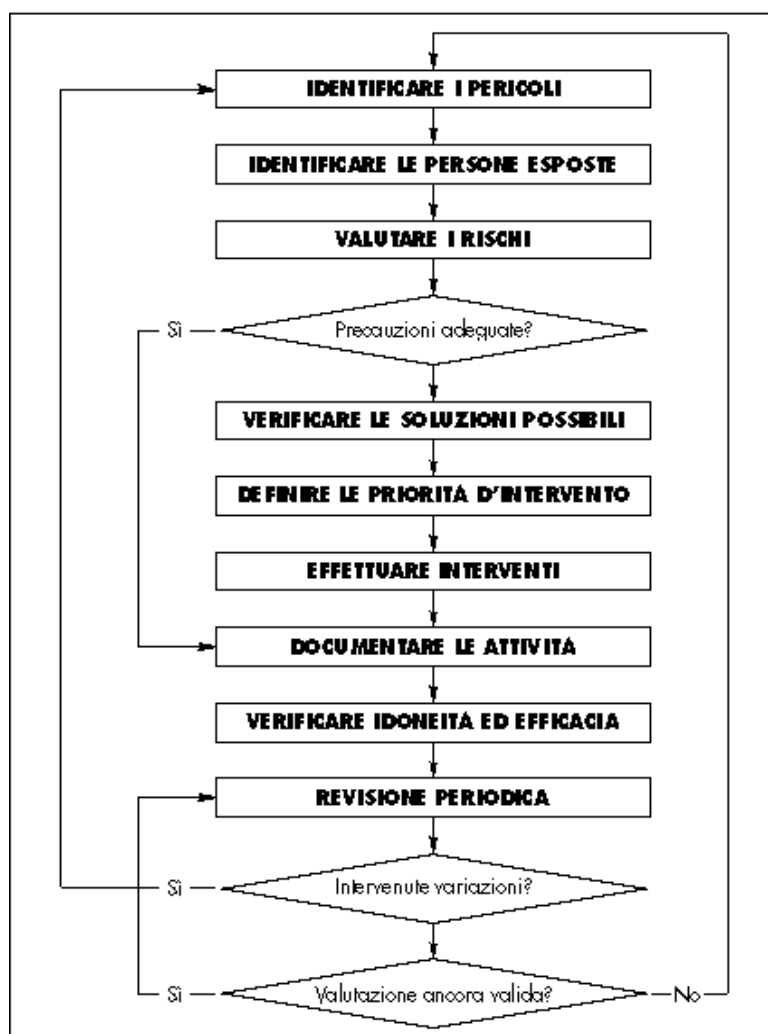 IDENTIFICARE I PERICOLI
IDENTIFICARE LE PERSONE ESPOSTE
VALUTARE I RISCHI
Sì
Precauzioni adeguate?
VERIFICARE LE SOLUZIONI POSSIBILI
DEFINIRE LE PRIORITÀ D'INTERVENTO
EFFETTUARE INTERVENTI
DOCUMENTARE LE ATTIVITÀ
VERIFICARE IDONEITÀ ED EFFICACIA
REVISIONE PERIODICA
Sì
Intervenute variazioni?
Sì
Valutazione ancora valida?
No